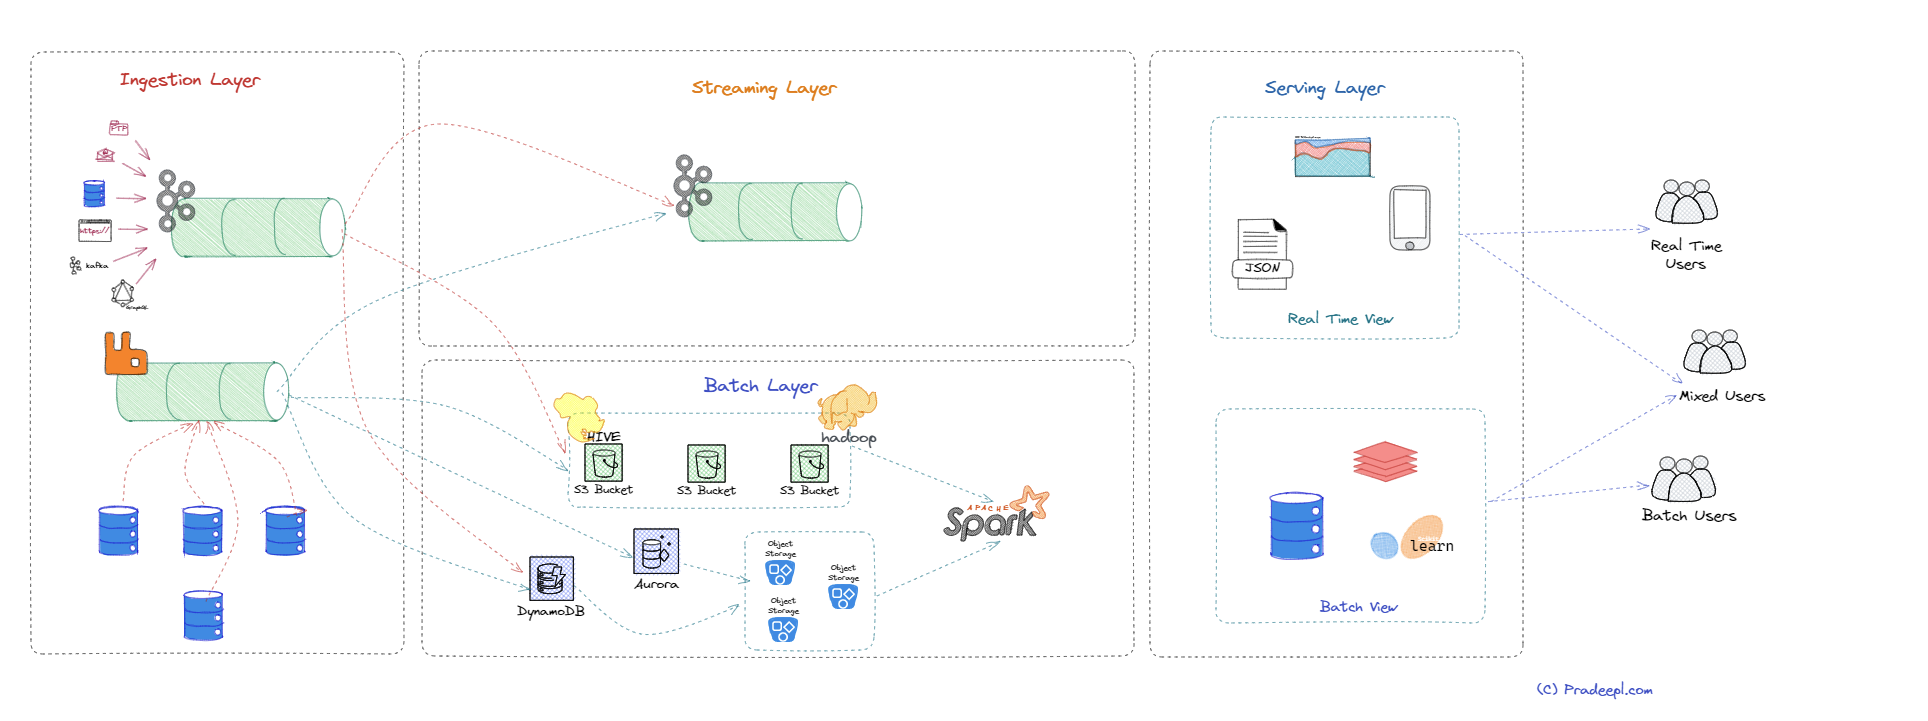 Ingestion Layer
FTP
https://
kafka
GraphQL
Streaming Layer
Batch Layer
HIVE
hadoop
S3 Bucket
S3 Bucket
S3 Bucket
APACHE
Spark
Aurora
DynamoDB
Object
Storage
Object
Storage
Object
Storage
Serving Layer
JSON
Real Time View
learn
Batch View
Real Time
Users
Mixed Users
Batch Users
(C) Pradeepl.com